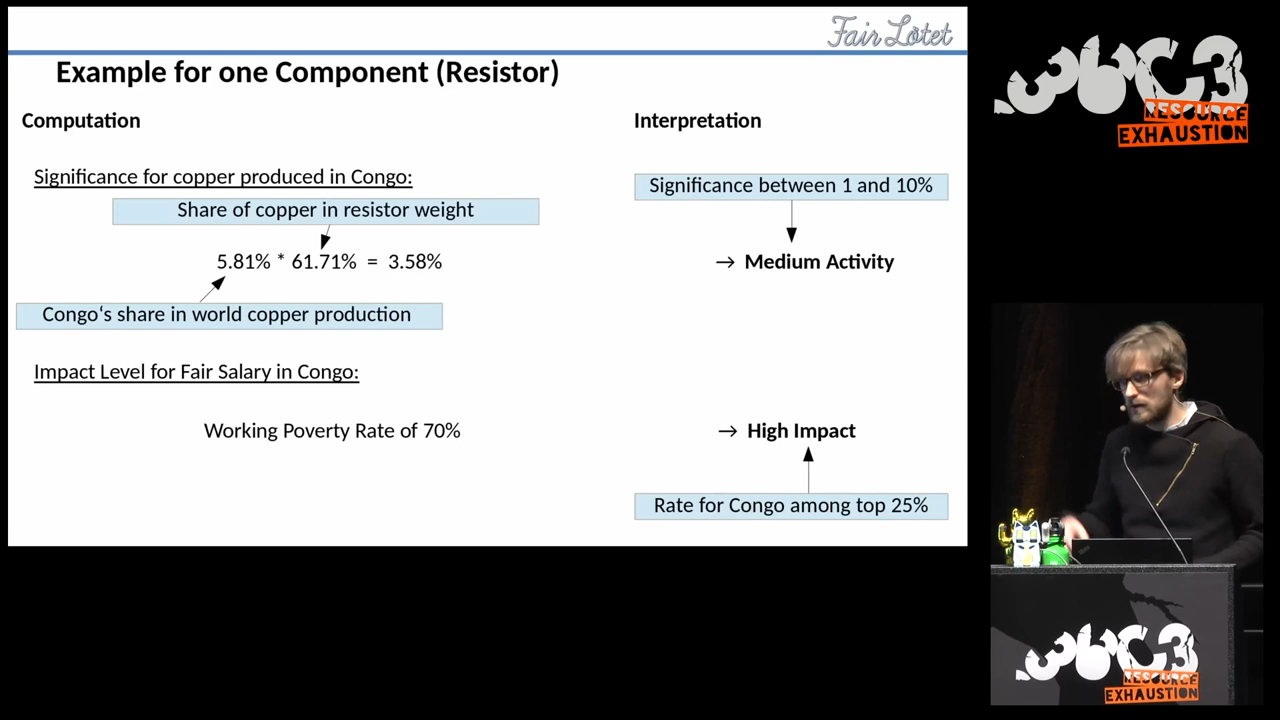 Fair Lötet
Example for one Component (Resistor)
Computation
Interpretation
Significance for copper produced in Congo:
Significance between 1 and 10%
Share of copper in resistor weight
5.81% * 61.71% = 3.58%
→ Medium Activity
Congo‘s share in world copper production
Impact Level for Fair Salary in Congo:
Working Poverty Rate of 70%
→ High Impact
Rate for Congo among top 25%
36C3
RESOURCE
EXHAUSTION
36C3
RESOURCE
EXHAUSTION